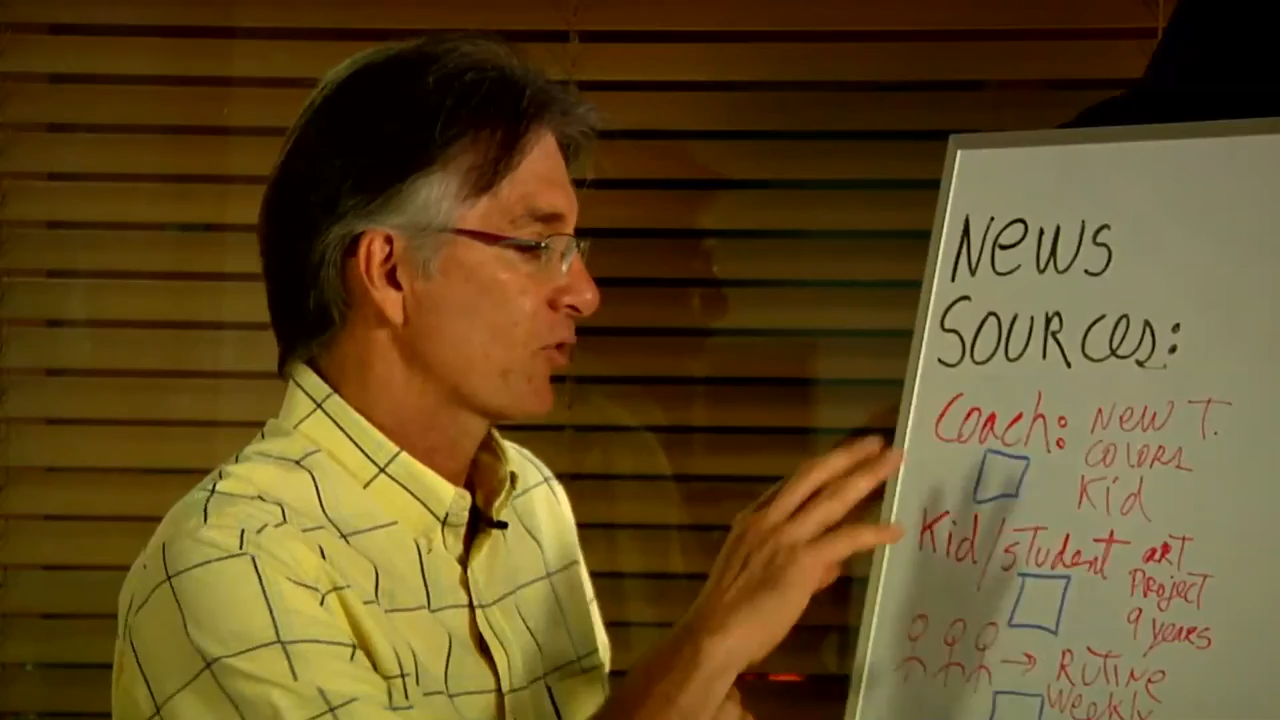 News
Sources:
Coach: New T.
Colors
Kid
Kid/student art
Project
9 years
Rutine
Weekly